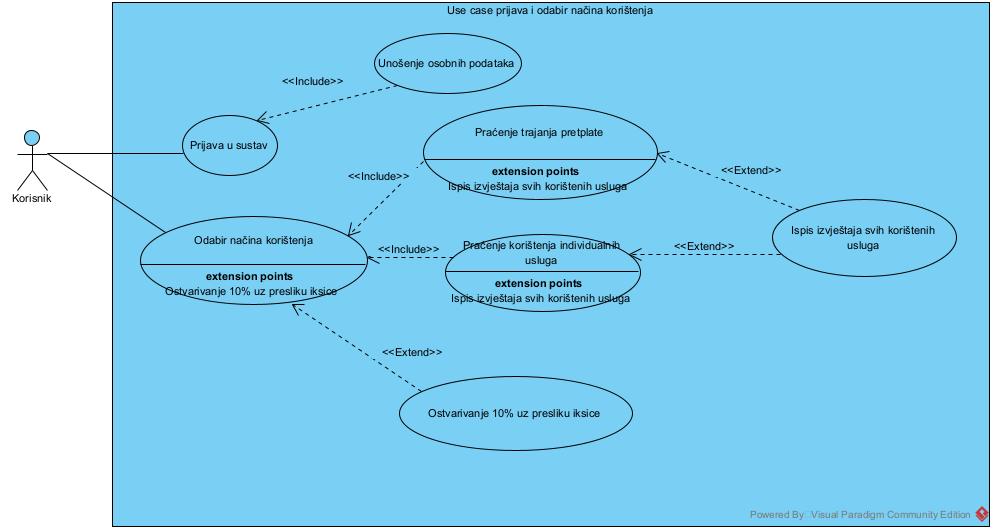 Use case prijava i odabir načina korištenja
Unošenje osobnih podataka
<<Include>>
Prijava u sustav
Korisnik
Praćenje trajanja pretplate
extension points
Ispis izvještaja svih korištenih usluga
<<Include>>
<<Extend>>
Odabir načina korištenja
extension points
Ostvarivanje 10% uz presliku iksice
<<Include>>
Praćenje korištenja individualnih
usluga
extension points
Ispis izvještaja svih korištenih usluga
<<Extend>>
Ispis izvještaja svih korištenih
usluga
<<Extend>>
Ostvarivanje 10% uz presliku iksice
Powered By Visual Paradigm Community Edition